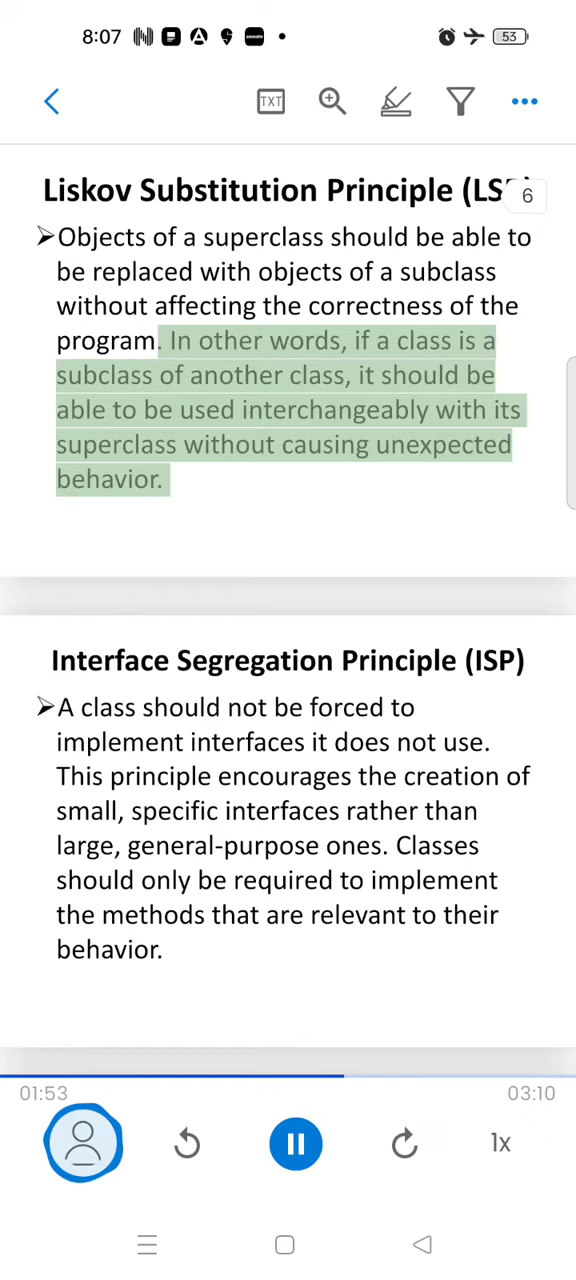 8:07
53
TXT
Liskov Substitution Principle (LS
6
➢Objects of a superclass should be able to
be replaced with objects of a subclass
without affecting the correctness of the
program. In other words, if a class is a
subclass of another class, it should be
able to be used interchangeably with its
superclass without causing unexpected
behavior.
Interface Segregation Principle (ISP)
➢A class should not be forced to
implement interfaces it does not use.
This principle encourages the creation of
small, specific interfaces rather than
large, general-purpose ones. Classes
should only be required to implement
the methods that are relevant to their
behavior.
01:53
03:10
1x